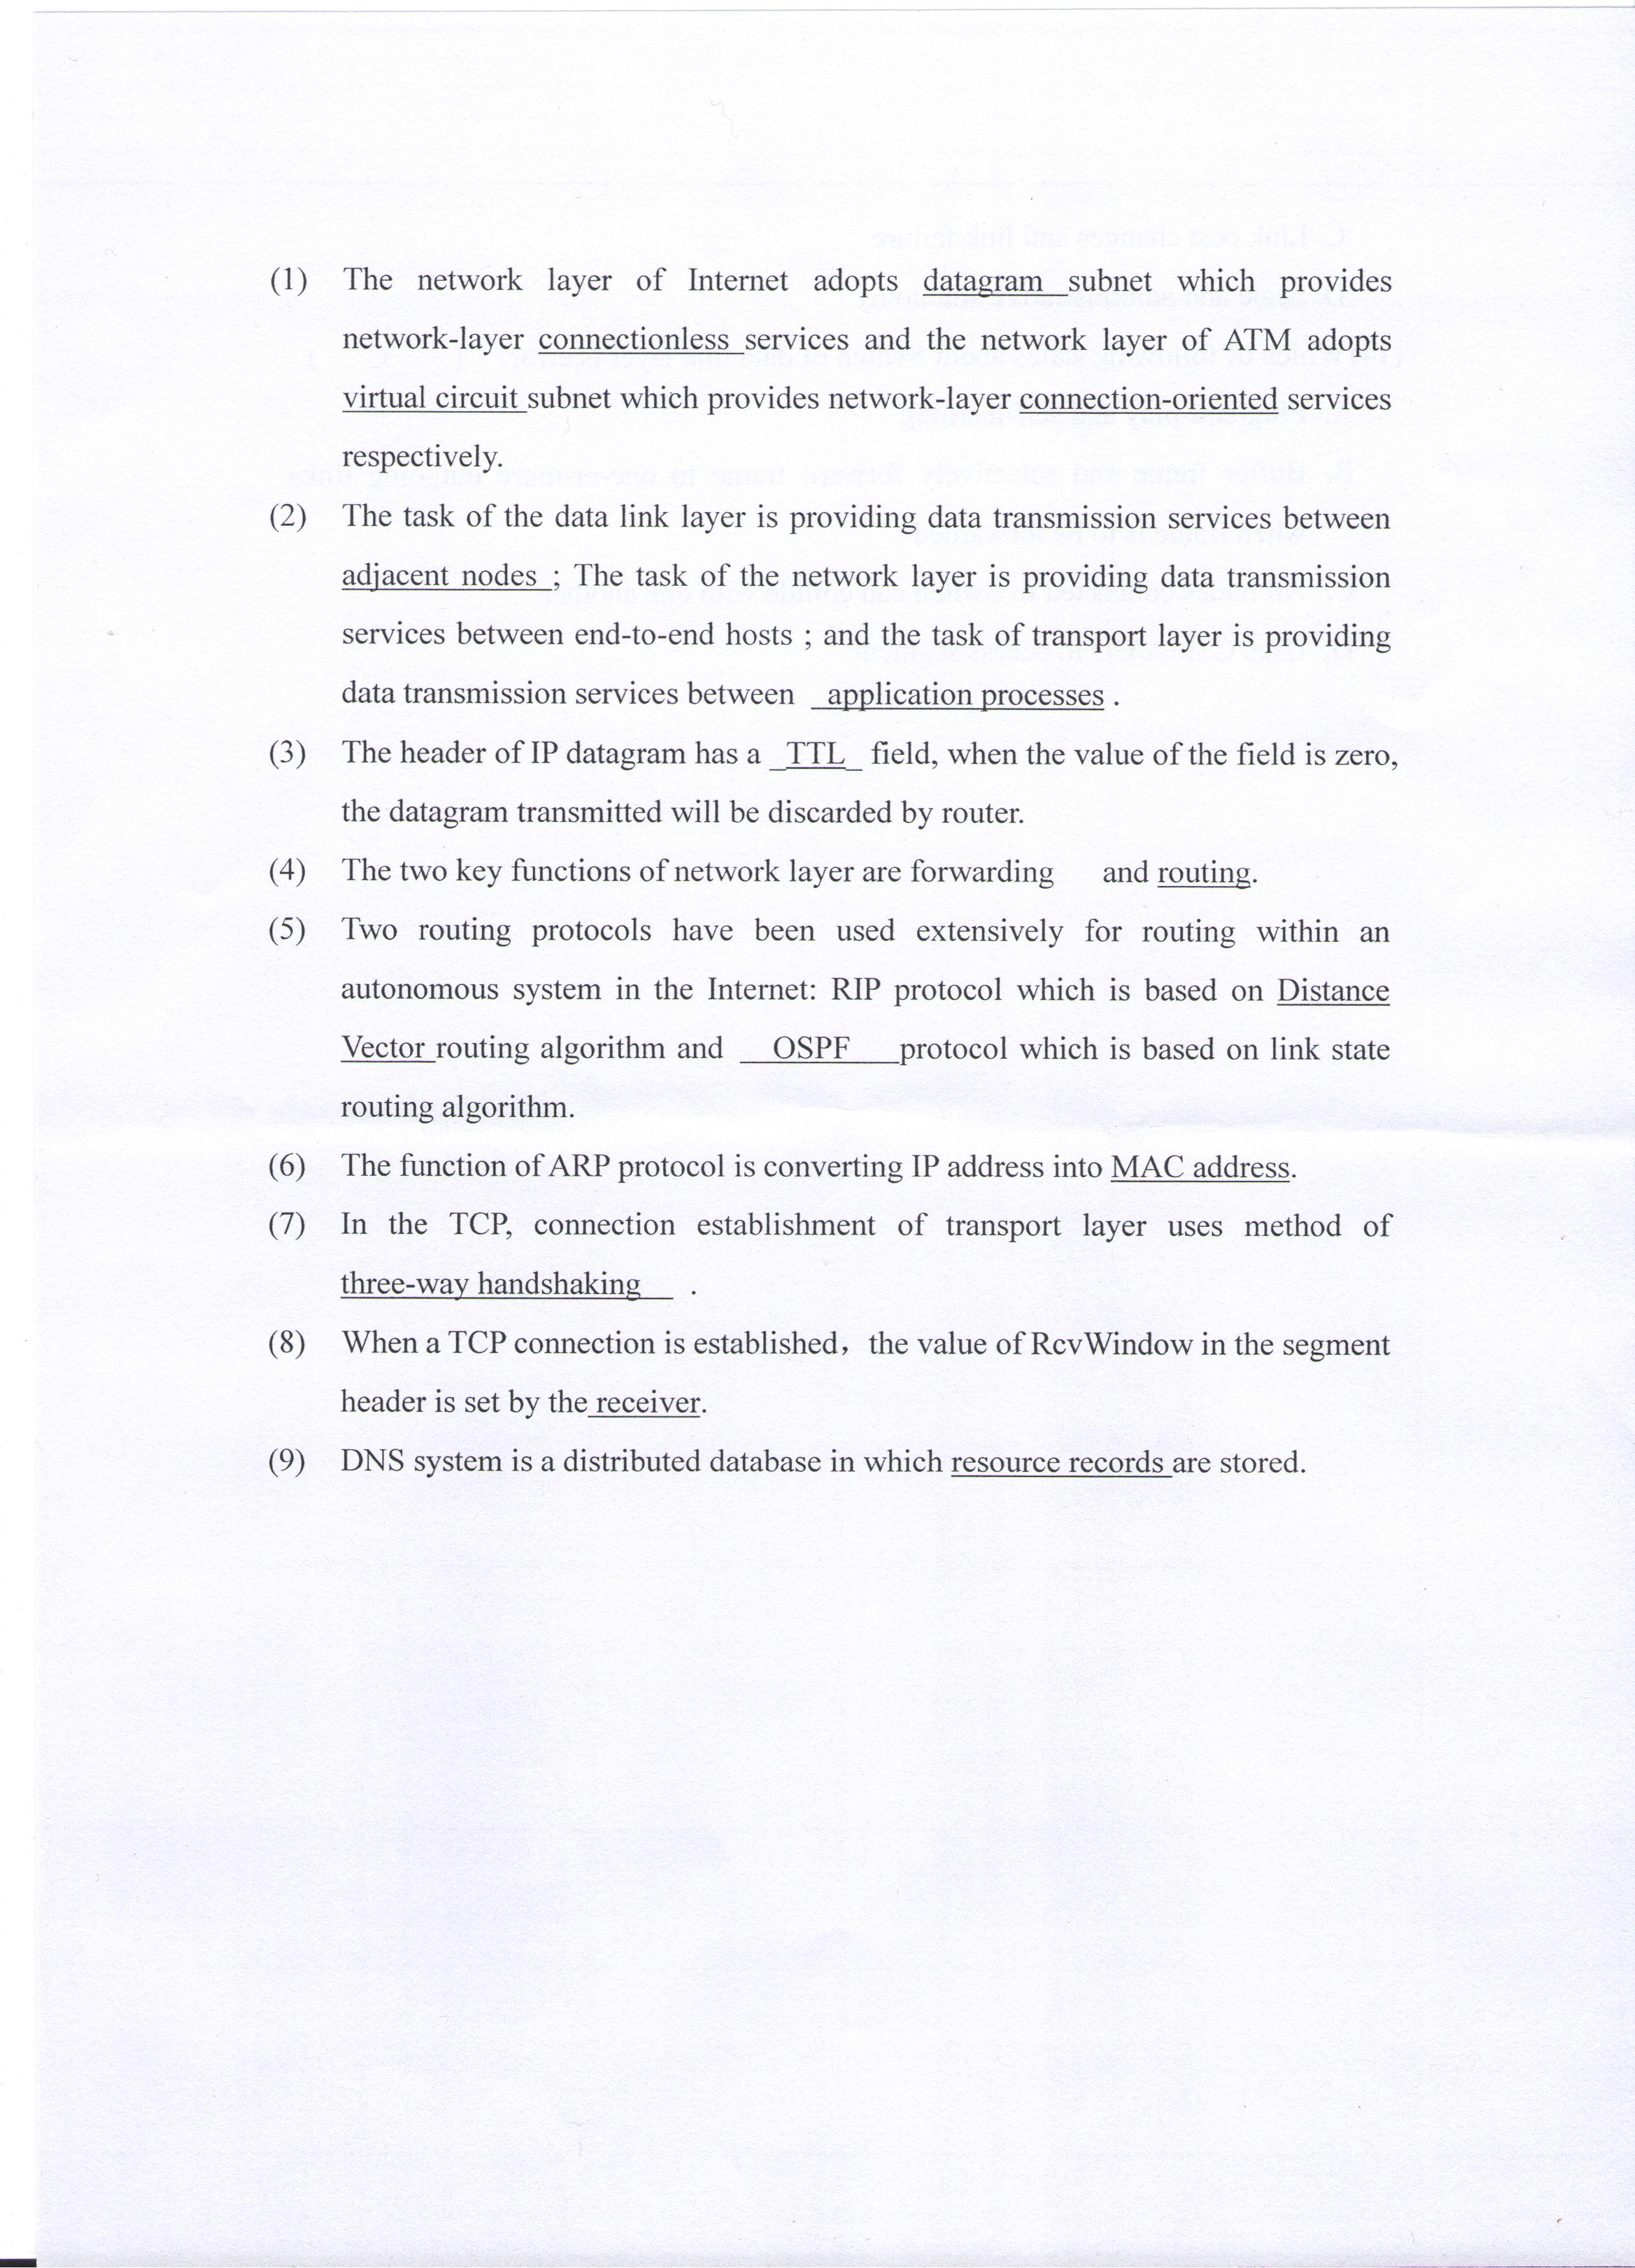 (1) The network layer of Internet adopts datagram subnet which provides
network-layer connectionless services and the network layer of ATM adopts
virtual circuit subnet which provides network-layer connection-oriented services
respectively.
(2) The task of the data link layer is providing data transmission services between
adjacent nodes ; The task of the network layer is providing data transmission
services between end-to-end hosts ; and the task of transport layer is providing
data transmission services between _application processes .
(3) The header of IP datagram has a _TTL_ field, when the value of the field is zero,
the datagram transmitted will be discarded by router.
(4) The two key functions of network layer are forwarding and routing.
(5) Two routing protocols have been used extensively for routing within an
autonomous system in the Internet: RIP protocol which is based on Distance
Vector routing algorithm and __OSPF___protocol which is based on link state
routing algorithm.
(6) The function of ARP protocol is converting IP address into MAC address.
(7) In the TCP, connection establishment of transport layer uses method of
three-way handshaking__ .
(8) When a TCP connection is established，the value of RcvWindow in the segment
header is set by the receiver.
(9) DNS system is a distributed database in which resource records are stored.